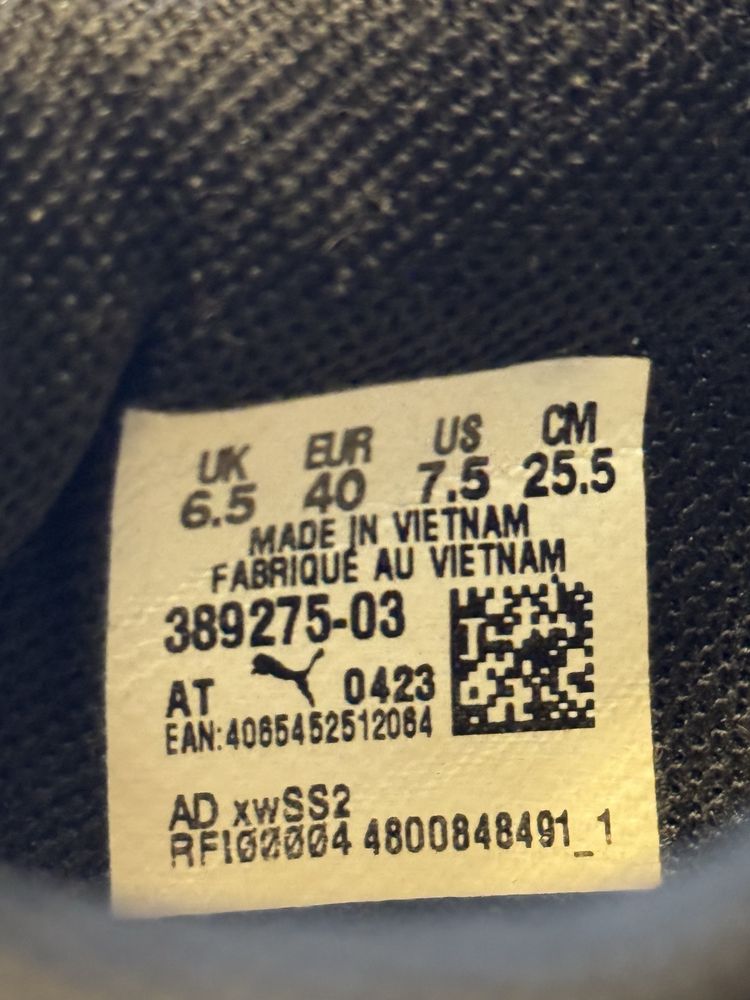 UK EUR US CM
6.5 40 7.5 25.5
MADE IN VIETNAM
FABRIQUE AU VIETNAM
389275-03
AT 0423
EAN:4065452512064
AD xwSS2
RFI00004 4800848491_1